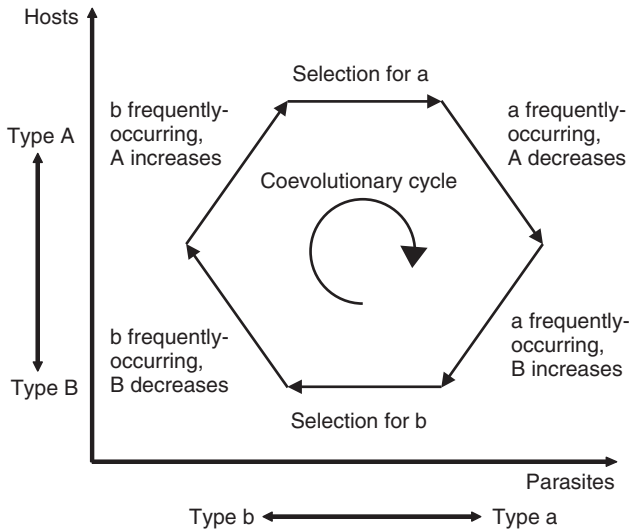 Hosts
Selection for a
b frequently-
occurring,
A increases
a frequently-
occurring,
A decreases
Type A
Coevolutionary cycle
b frequently-
occurring,
B decreases
a frequently-
occurring,
B increases
Type B
Selection for b
Parasites
Type b
Type a